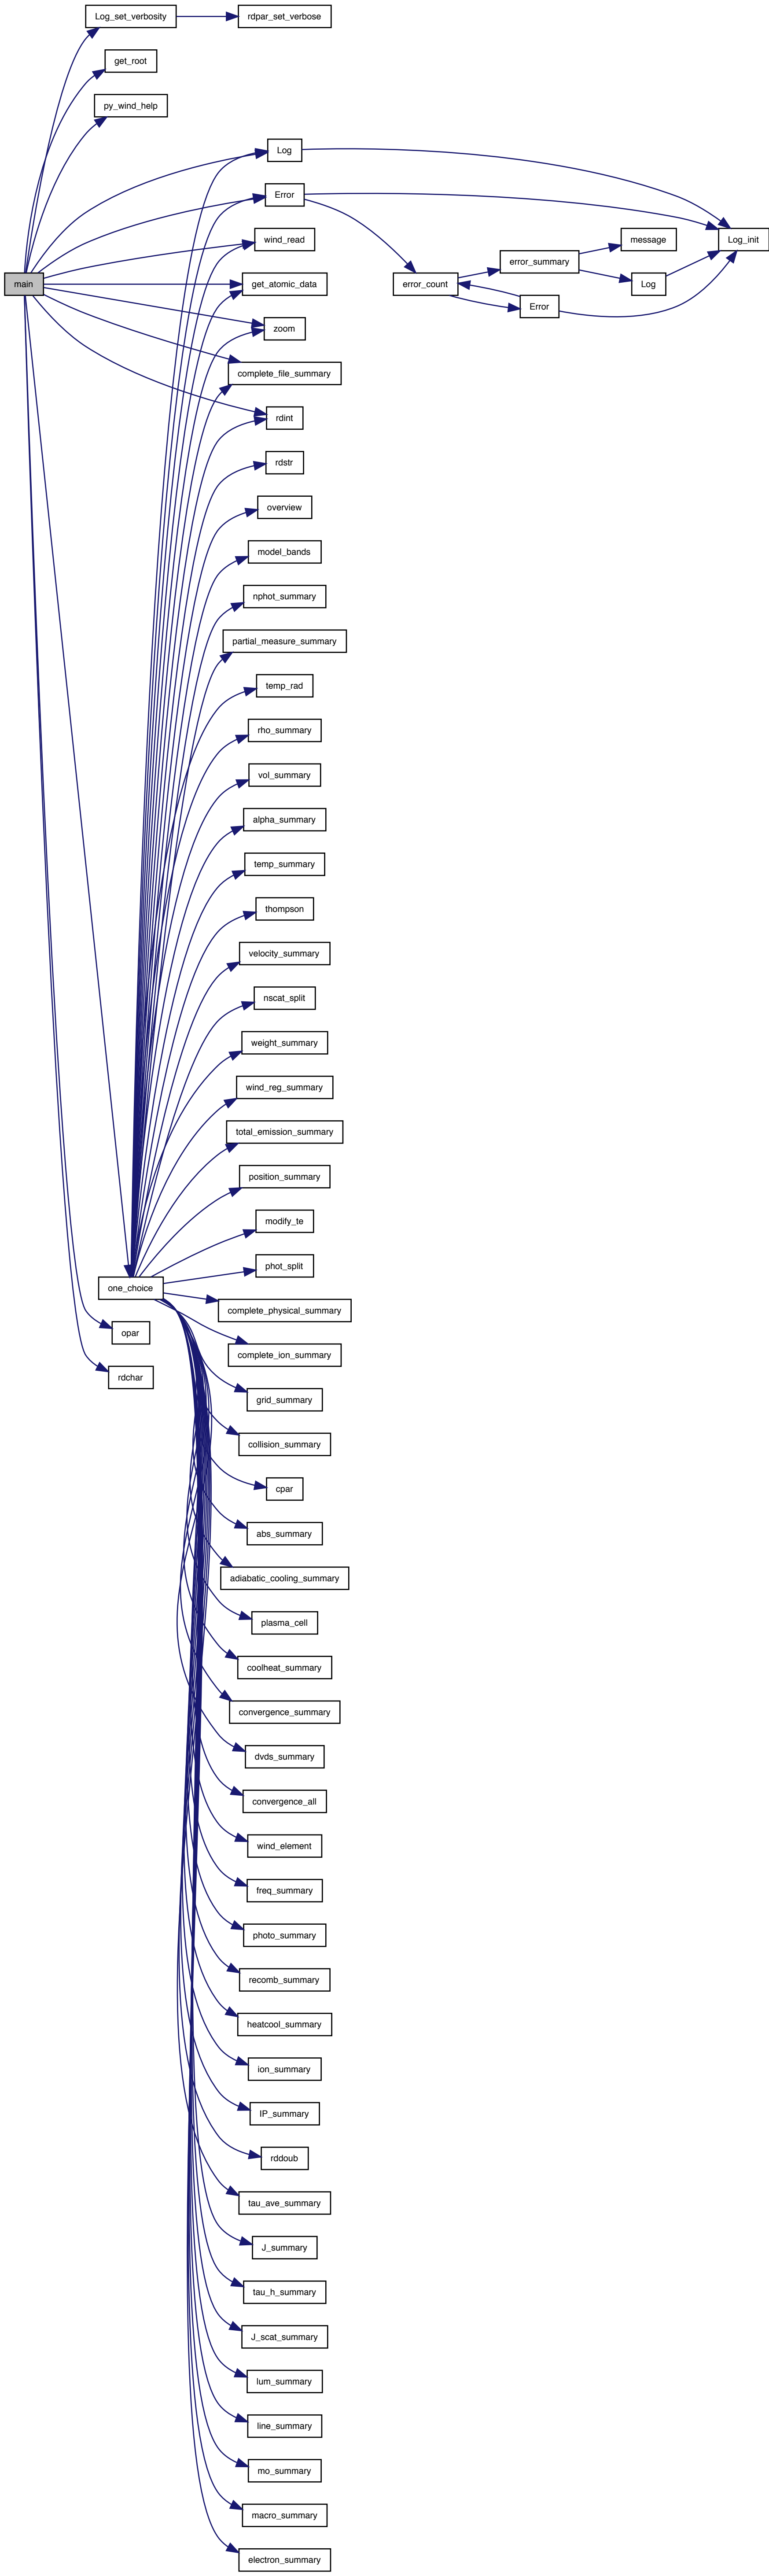 Log_set_verbosity
rdpar_set_verbose
get_root
py_wind_help
Log
Error
wind_read
Log_init
message
error_summary
main
get_atomic_data
error_count
Log
Error
zoom
complete_file_summary
rdint
rdstr
overview
model_bands
nphot_summary
partial_measure_summary
temp_rad
rho_summary
vol_summary
alpha_summary
temp_summary
thompson
velocity_summary
nscat_split
weight_summary
wind_reg_summary
total_emission_summary
position_summary
modify_te
phot_split
one_choice
complete_physical_summary
opar
complete_ion_summary
rdchar
grid_summary
collision_summary
cpar
abs_summary
adiabatic_cooling_summary
plasma_cell
coolheat_summary
convergence_summary
dvds_summary
convergence_all
wind_element
freq_summary
photo_summary
recomb_summary
heatcool_summary
ion_summary
IP_summary
rddoub
tau_ave_summary
J_summary
tau_h_summary
J_scat_summary
lum_summary
line_summary
mo_summary
macro_summary
electron_summary